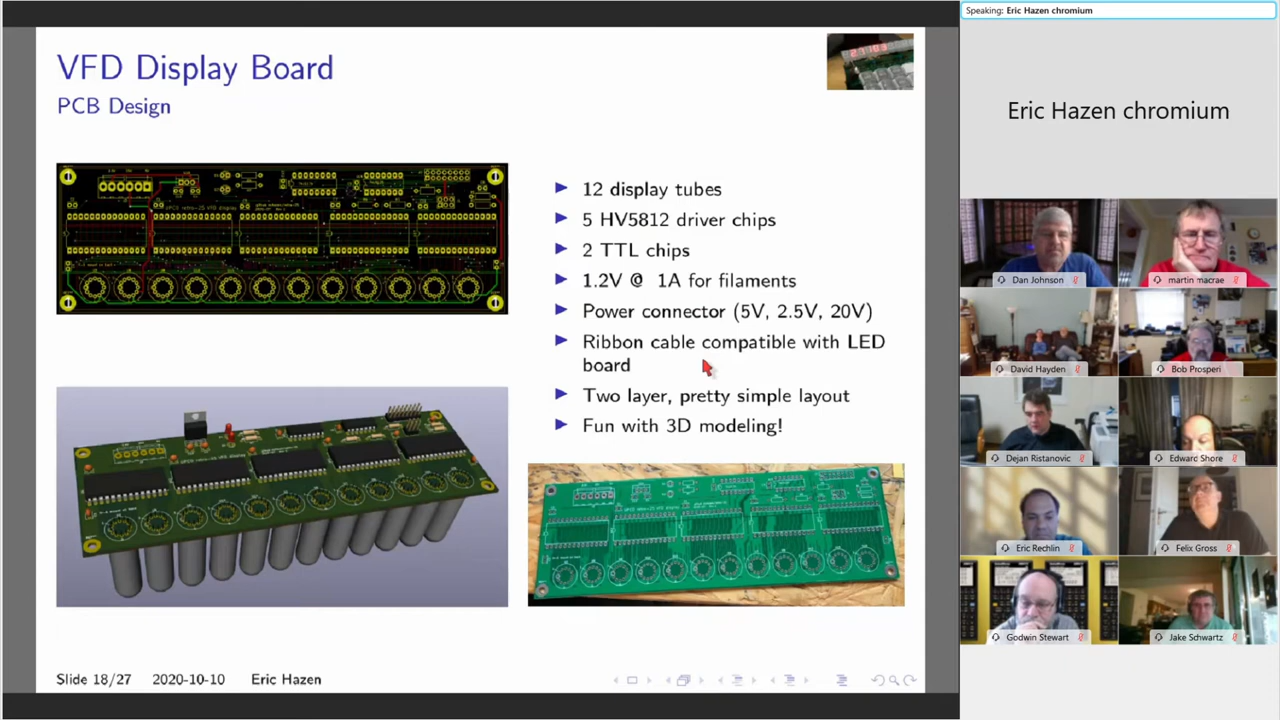 Speaking: Eric Hazen chromium
VFD Display Board
PCB Design
Eric Hazen chromium
12 display tubes
5 HV5812 driver chips
2 TTL chips
1.2V @ 1A for filaments
Power connector (5V, 2.5V, 20V)
Ribbon cable compatible with LED
board
Two layer, pretty simple layout
Fun with 3D modeling!
Slide 18/27 2020-10-10 Eric Hazen
Dan Johnson
martin macrae
David Hayden
Bob Prosperi
Dejan Ristanovic
Edward Shore
Eric Rechlin
Felix Gross
Godwin Stewart
Jake Schwartz